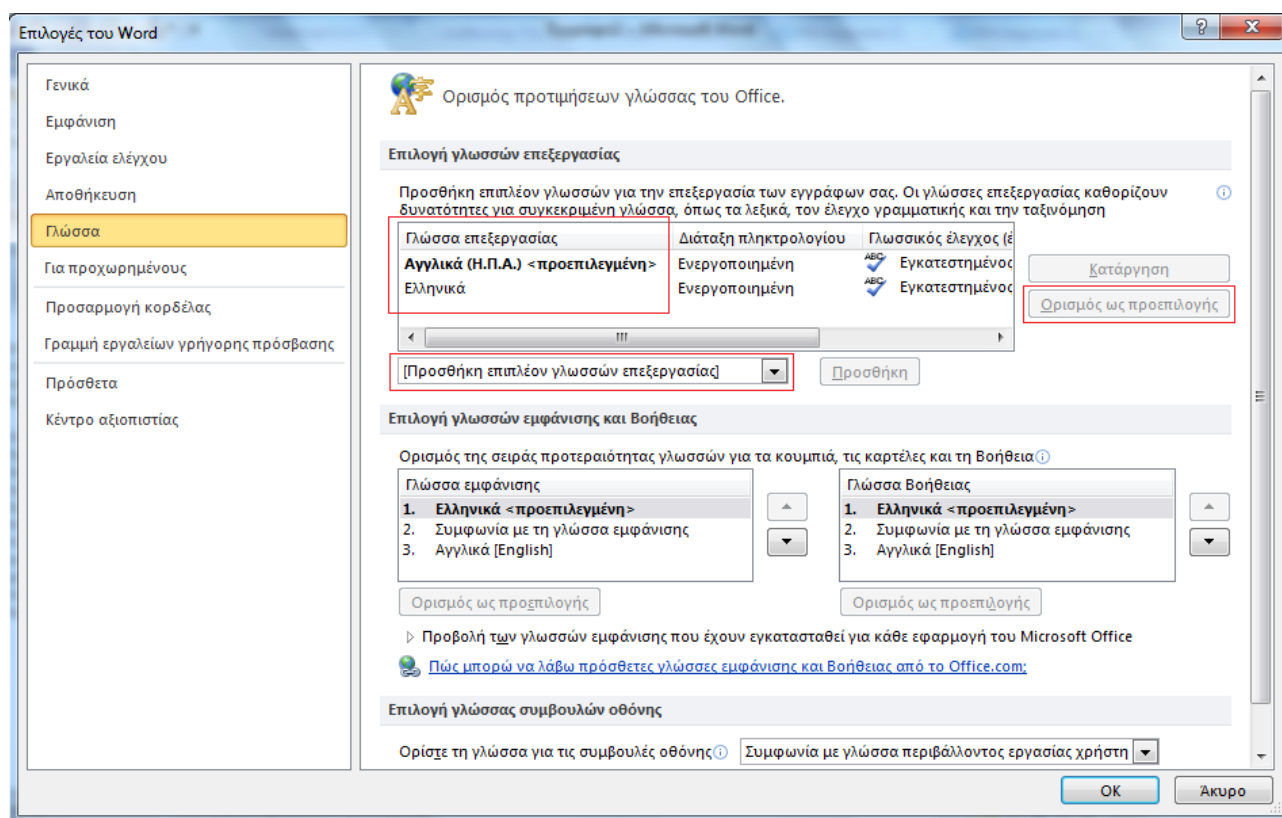 Επιλογές του Word
Γενικά
Εμφάνιση
Εργαλεία ελέγχου
Αποθήκευση
Γλώσσα
Για προχωρημένους
Προσαρμογή κορδέλας
Γραμμή εργαλείων γρήγορης πρόσβασης
Πρόσθετα
Κέντρο αξιοπιστίας
Ορισμός προτιμήσεων γλώσσας του Office.
Επιλογή γλωσσών επεξεργασίας
Προσθήκη επιπλέον γλωσσών για την επεξεργασία των εγγράφων σας. Οι γλώσσες επεξεργασίας καθορίζουν
δυνατότητες για συγκεκριμένη γλώσσα, όπως τα λεξικά, τον έλεγχο γραμματικής και την ταξινόμηση
Γλώσσα επεξεργασίας Διάταξη πληκτρολογίου Γλωσσικός έλεγχος (έ
Αγγλικά (Η.Π.Α.) <προεπιλεγμένη> Ενεργοποιημένη ABC Εγκατεστημένος
Ελληνικά Ενεργοποιημένη ABC Εγκατεστημένος
Κατάργηση
Ορισμός ως προεπιλογής
[Προσθήκη επιπλέον γλωσσών επεξεργασίας] Προσθήκη
Επιλογή γλωσσών εμφάνισης και Βοήθειας
Ορισμός της σειράς προτεραιότητας γλωσσών για τα κουμπιά, τις καρτέλες και τη Βοήθεια
Γλώσσα εμφάνισης
1. Ελληνικά <προεπιλεγμένη>
2. Συμφωνία με τη γλώσσα εμφάνισης
3. Αγγλικά [English]
Ορισμός ως προεπιλογής
Γλώσσα Βοήθειας
1. Ελληνικά <προεπιλεγμένη>
2. Συμφωνία με τη γλώσσα εμφάνισης
3. Αγγλικά [English]
Ορισμός ως προεπιλογής
Προβολή των γλωσσών εμφάνισης που έχουν εγκατασταθεί για κάθε εφαρμογή του Microsoft Office
Πώς μπορώ να λάβω πρόσθετες γλώσσες εμφάνισης και Βοήθειας από το Office.com;
Επιλογή γλώσσας συμβουλών οθόνης
Ορίστε τη γλώσσα για τις συμβουλές οθόνης Συμφωνία με γλώσσα περιβάλλοντος εργασίας χρήστη
OK Άκυρο